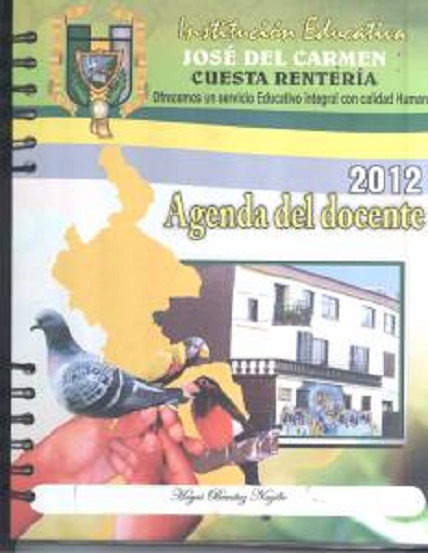 Institución Educativa
JOSÉ DEL CARMEN
CUESTA RENTERÍA
Ofrecemos un servicio Educativo integral con calidad Human
2012
Agenda del docente